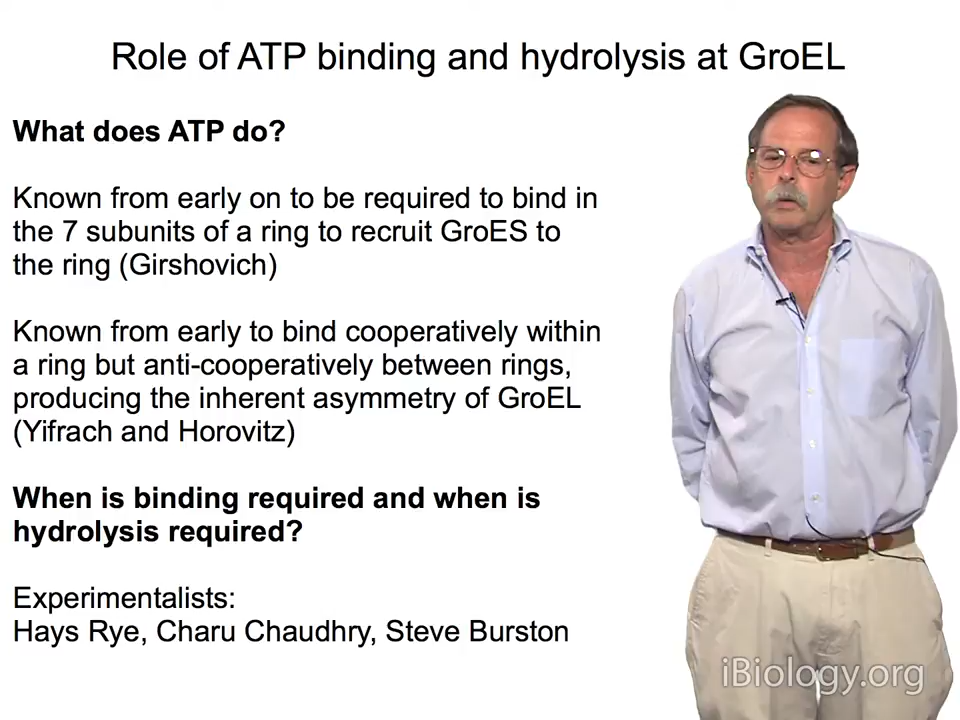 Role of ATP binding and hydrolysis at GroEL
What does ATP do?
Known from early on to be required to bind in
the 7 subunits of a ring to recruit GroES to
the ring (Girshovich)
Known from early to bind cooperatively within
a ring but anti-cooperatively between rings,
producing the inherent asymmetry of GroEL
(Yifrach and Horovitz)
When is binding required and when is
hydrolysis required?
Experimentalists:
Hays Rye, Charu Chaudhry, Steve Burston
iBiology.org